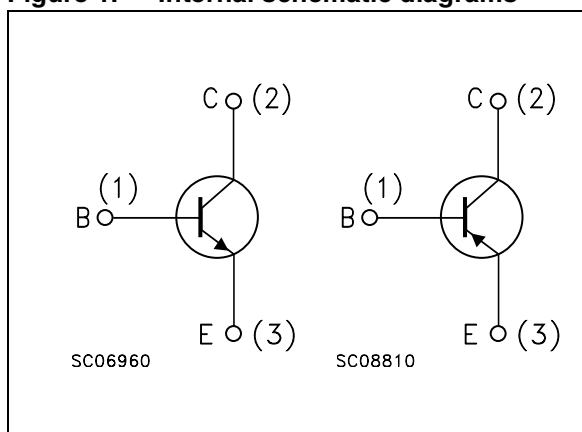 Figure 1. Internal schematic diagrams
C (2) C (2)
(1) (1)
B B
E (3) E (3)
SC06960 SC08810